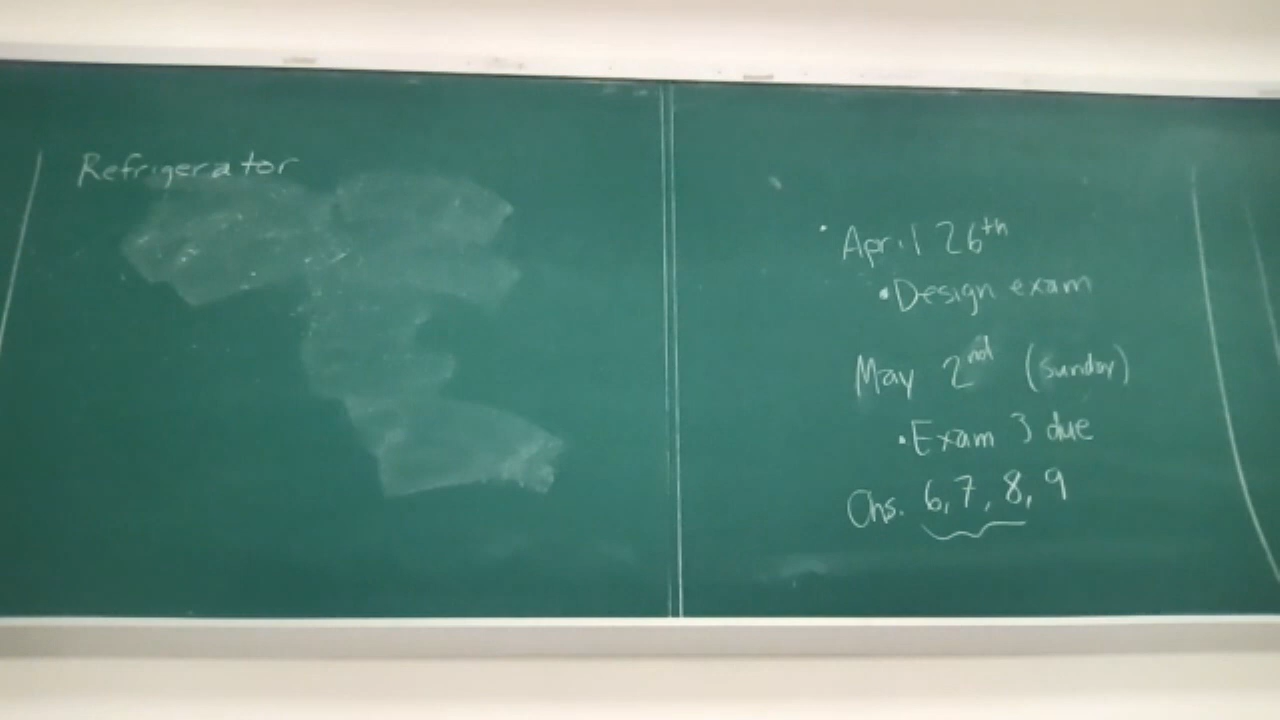 Refrigerator
• April 26th
• Design exam
May 2nd (sunday)
• Exam 3 due
Chs. 6, 7, 8, 9